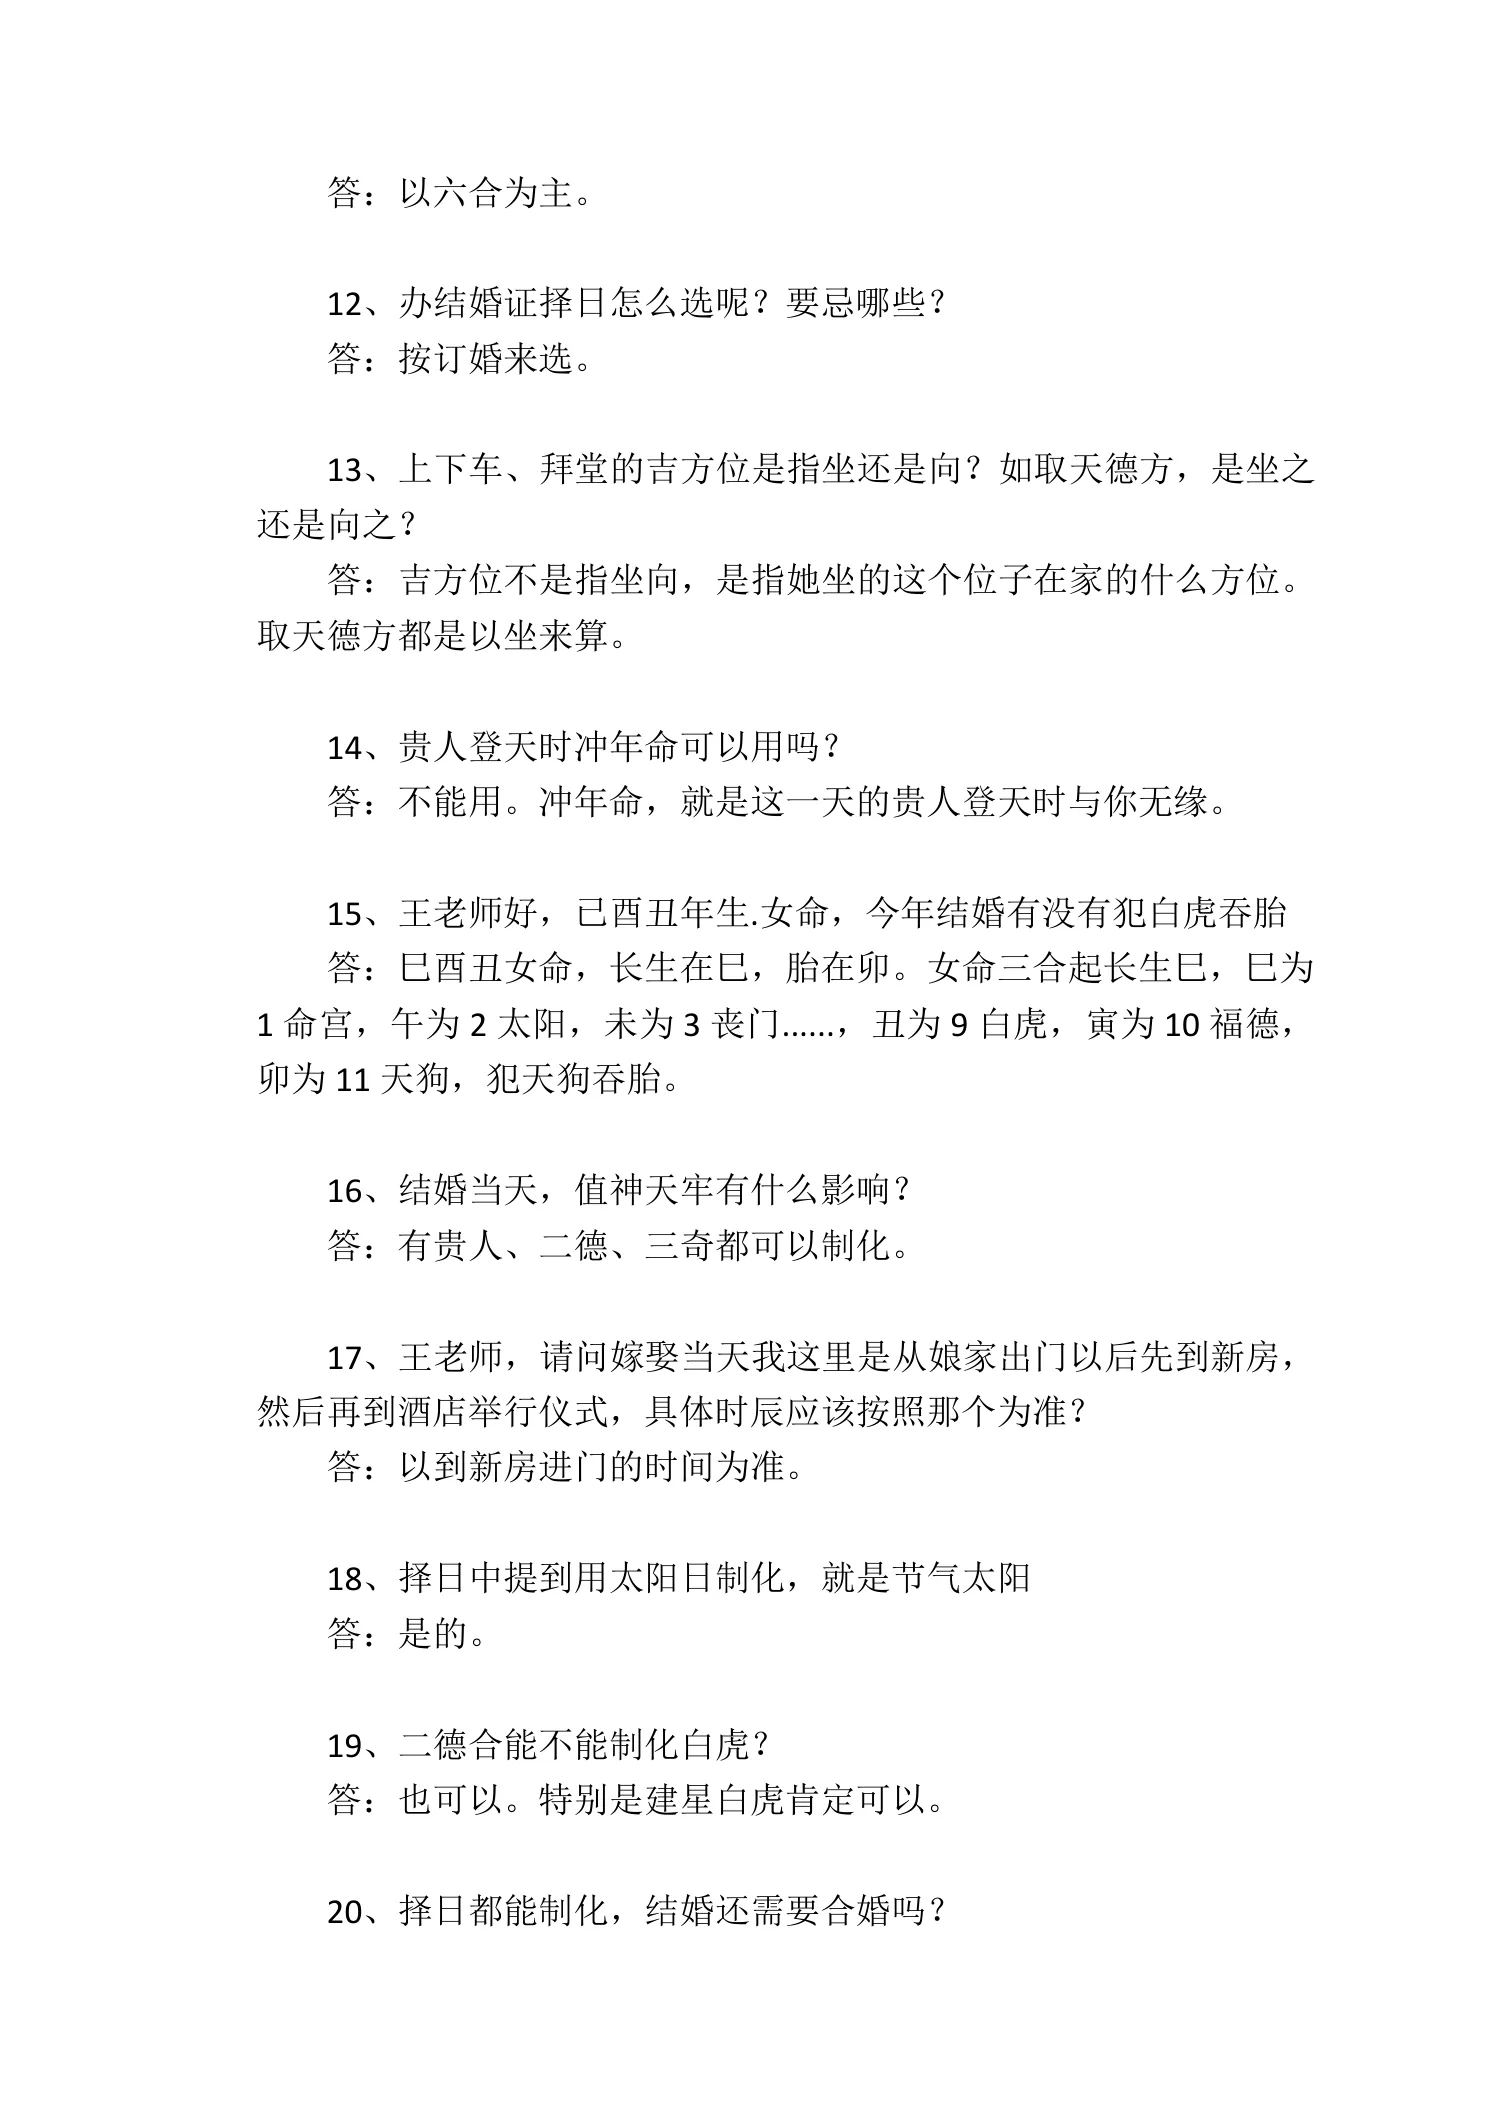 答：以六合为主。
12、办结婚证择日怎么选呢？要忌哪些？
答：按订婚来选。
13、上下车、拜堂的吉方位是指坐还是向？如取天德方，是坐之
还是向之？
答：吉方位不是指坐向，是指她坐的这个位子在家的什么方位。
取天德方都是以坐来算。
14、贵人登天时冲年命可以用吗？
答：不能用。冲年命，就是这一天的贵人登天时与你无缘。
15、王老师好，己酉丑年生.女命，今年结婚有没有犯白虎吞胎
答：巳酉丑女命，长生在巳，胎在卯。女命三合起长生巳，巳为
1 命宫，午为 2 太阳，未为 3 丧门……，丑为 9 白虎，寅为 10 福德，
卯为 11 天狗，犯天狗吞胎。
16、结婚当天，值神天牢有什么影响？
答：有贵人、二德、三奇都可以制化。
17、王老师，请问嫁娶当天我这里是从娘家出门以后先到新房，
然后再到酒店举行仪式，具体时辰应该按照那个为准？
答：以到新房进门的时间为准。
18、择日中提到用太阳日制化，就是节气太阳
答：是的。
19、二德合能不能制化白虎？
答：也可以。特别是建星白虎肯定可以。
20、择日都能制化，结婚还需要合婚吗？